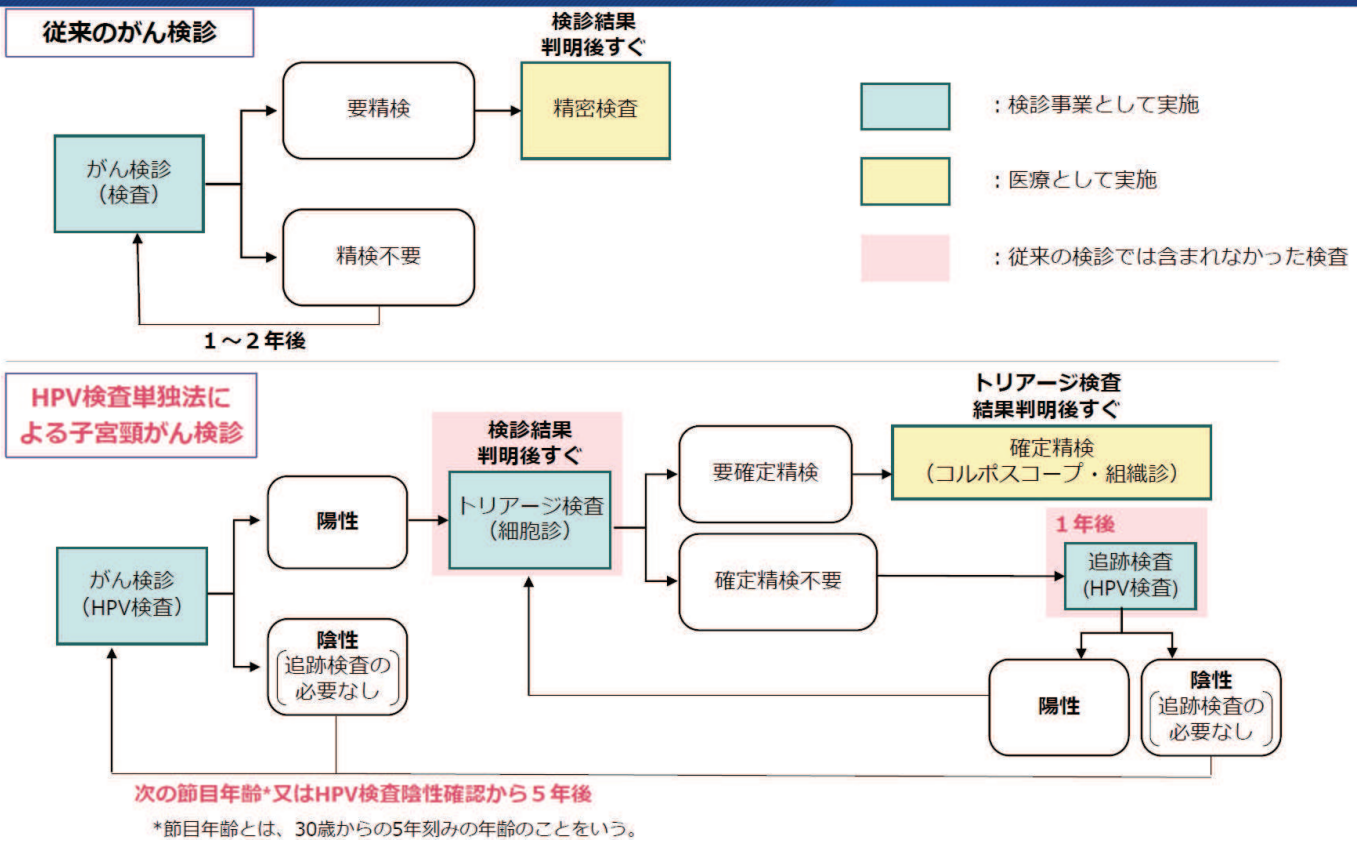 従来のがん検診
検診結果
判明後すぐ
要精検
精密検査
がん検診
（検査）
精検不要
１～２年後
：検診事業として実施
：医療として実施
：従来の検診では含まれなかった検査
HPV検査単独法に
よる子宮頸がん検診
検診結果
判明後すぐ
トリアージ検査
結果判明後すぐ
陽性
トリアージ検査
（細胞診）
要確定精検
確定精検
（コルポスコープ・組織診）
がん検診
（HPV検査）
確定精検不要
１年後
追跡検査
(HPV検査)
陰性
追跡検査の
必要なし
陽性
陰性
追跡検査の
必要なし
次の節目年齢*又はHPV検査陰性確認から５年後
*節目年齢とは、30歳からの5年刻みの年齢のことをいう。